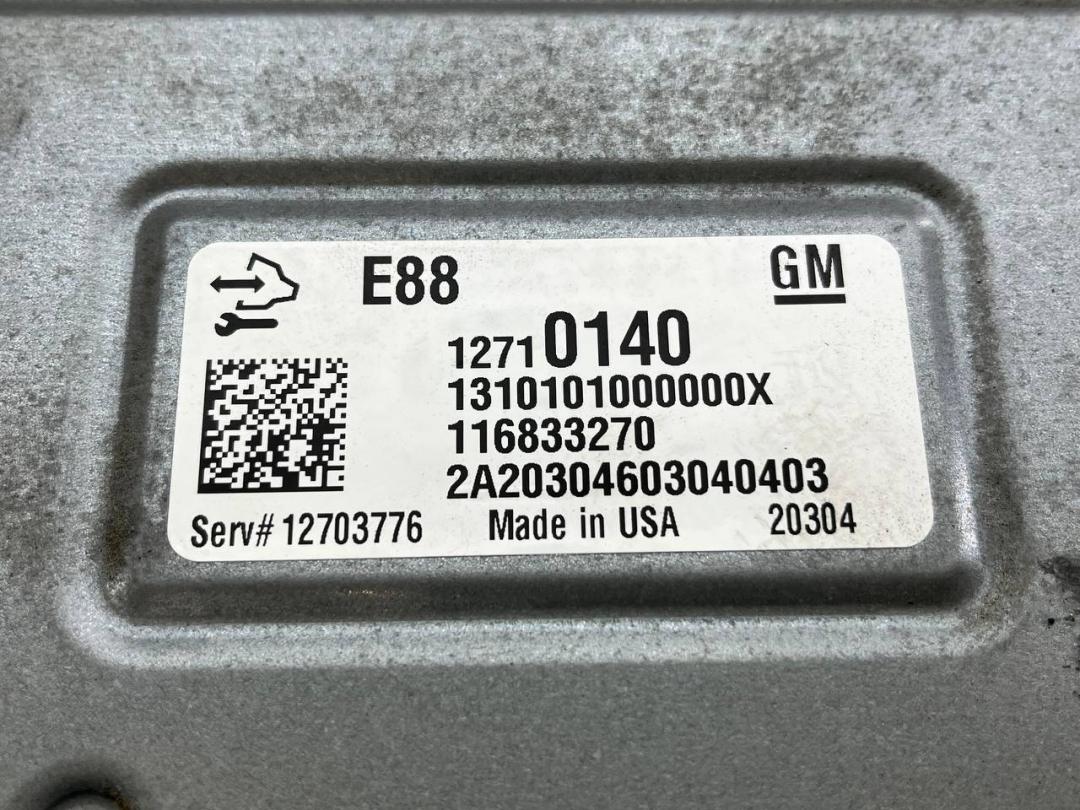 E88
GM
12710140
1310101000000X
116833270
2A20304603040403
Serv# 12703776 Made in USA 20304